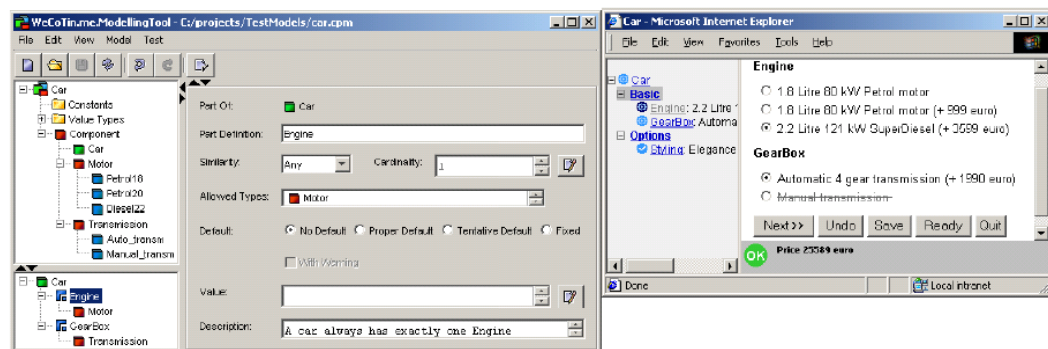 WeCoTin.me.ModellingTool - C:/projects/TestModels/car.cpm
File Edit View Model Test
Car
Constants
Value Types
Component
Car
Motor
Petrol18
Petrol20
Diesel22
Transmission
Auto_transm
Manual_transm
Car
Engine
Motor
GearBox
Transmission
Part Of: Car
Part Definition: Engine
Similarity: Any Cardinality: 1
Allowed Types: Motor
Default: No Default Proper Default Tentative Default Fixed
With Warning
Value:
Description: A car always has exactly one Engine
Car - Microsoft Internet Explorer
File Edit View Favorites Tools Help
Car
Basic
Engine: 2.2 Litre
GearBox: Automa
Options
Styling: Elegance
Engine
1.8 Litre 80 kW Petrol motor
1.8 Litre 80 kW Petrol motor (+ 999 euro)
2.2 Litre 121 kW SuperDiesel (+ 3599 euro)
GearBox
Automatic 4 gear transmission (+ 1990 euro)
Manual transmission
Next>> Undo Save Ready Quit
OK Price 25589 euro
Done Local intranet